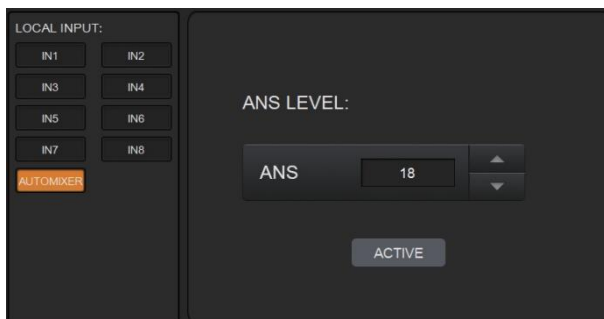 LOCAL INPUT:
IN1 IN2
IN3 IN4
IN5 IN6
IN7 IN8
AUTOMIXER
ANS LEVEL:
ANS 18
ACTIVE